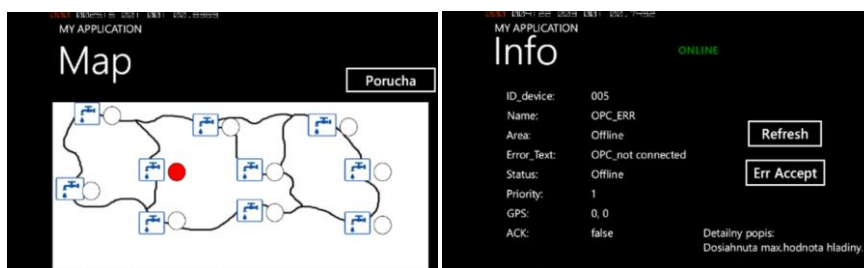 MY APPLICATION
Map
Porucha
MY APPLICATION
Info
ONLINE
ID_device: 005
Name: OPC_ERR
Area: Offline
Error_Text: OPC_not connected
Status: Offline
Priority: 1
GPS: 0, 0
ACK: false
Refresh
Err Accept
Detailny popis:
Dosiahnuta max.hodnota hladiny.